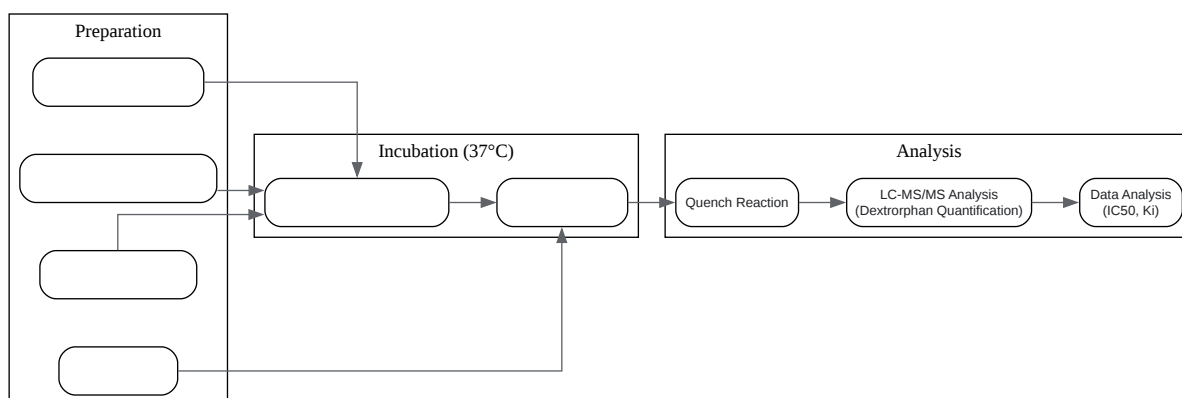 Preparation
Incubation (37°C)
Analysis
Quench Reaction
LC-MS/MS Analysis
(Dextrorphan Quantification)
Data Analysis
(IC50, Ki)